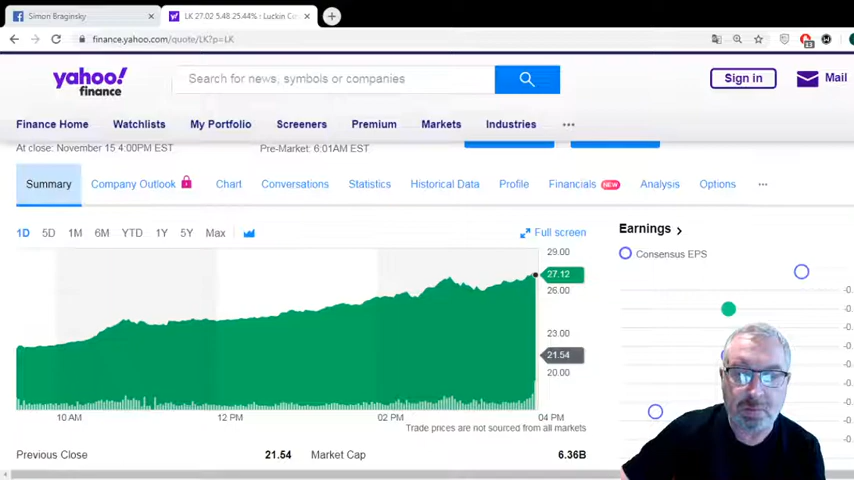 Simon Braginsky
LK 27.02 5.48 25.44% : Luckin Co
finance.yahoo.com/quote/LK?p=LK
yahoo!
finance
Search for news, symbols or companies
Sign in
Mail
Finance Home Watchlists My Portfolio Screeners Premium Markets Industries
At close: November 15 4:00PM EST Pre-Market: 6:01AM EST
Summary Company Outlook Chart Conversations Statistics Historical Data Profile Financials NEW Analysis Options
1D 5D 1M 6M YTD 1Y 5Y Max Full screen
Earnings
Consensus EPS
29.00
27.12
26.00
23.00
21.54
20.00
-0.
-0.
-0.
-0.
10 AM 12 PM 02 PM 04 PM
Trade prices are not sourced from all markets
Previous Close 21.54 Market Cap 6.36B